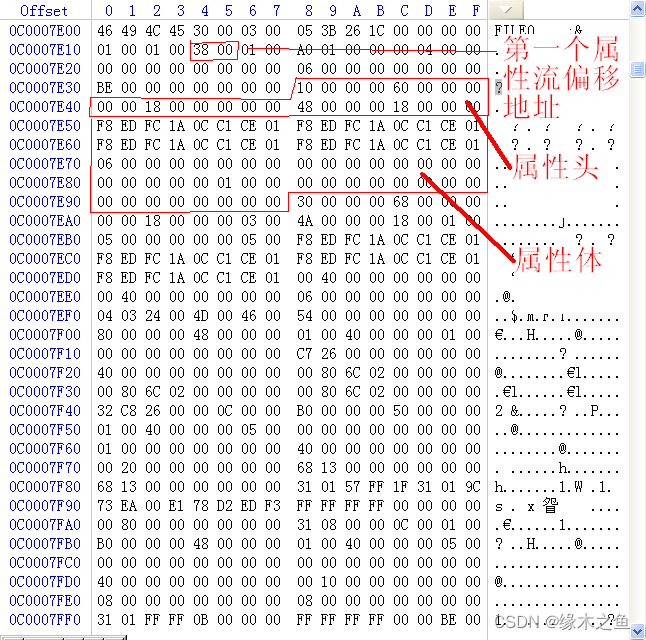 Offset 0 1 2 3 4 5 6 7 8 9 A B C D E F
0C0007E00 46 49 4C 45 30 00 03 00 05 3B 26 1C 00 00 00 00 FILE0
0C0007E10 01 00 01 00 38 00 01 00 A0 01 00 00 00 04 00 00
第一个属
0C0007E20 00 00 00 00 00 00 00 00 06 00 00 00 00 00 00 00
性流偏移
0C0007E30 BE 00 00 00 00 00 00 00 10 00 00 00 60 00 00 00
地址
0C0007E40 00 00 18 00 00 00 00 00 48 00 00 00 18 00 00 00
0C0007E50 F8 ED FC 1A 0C C1 CE 01 F8 ED FC 1A 0C C1 CE 01
0C0007E60 F8 ED FC 1A 0C C1 CE 01 F8 ED FC 1A 0C C1 CE 01
0C0007E70 06 00 00 00 00 00 00 00 00 00 00 00 00 00 00 00
属性头
0C0007E80 00 00 00 00 00 01 00 00 00 00 00 00 00 00 00 00
0C0007E90 00 00 00 00 00 00 00 00 30 00 00 00 68 00 00 00
0C0007EA0 00 00 18 00 00 00 03 00 4A 00 00 00 18 00 01 00
0C0007EB0 05 00 00 00 00 00 05 00 F8 ED FC 1A 0C C1 CE 01
0C0007EC0 F8 ED FC 1A 0C C1 CE 01 F8 ED FC 1A 0C C1 CE 01
属性体
0C0007ED0 F8 ED FC 1A 0C C1 CE 01 00 40 00 00 00 00 00 00
0C0007EE0 00 40 00 00 00 00 00 00 06 00 00 00 00 00 00 00 .@.
0C0007EF0 04 03 24 00 4D 00 46 00 54 00 00 00 00 00 00 00
0C0007F00 80 00 00 00 48 00 00 00 01 00 40 00 00 00 01 00 €...H.....@.....
0C0007F10 00 00 00 00 00 00 00 00 C7 26 00 00 00 00 00 00
0C0007F20 40 00 00 00 00 00 00 00 00 80 6C 02 00 00 00 00 @........€l.....
0C0007F30 00 80 6C 02 00 00 00 00 00 80 6C 02 00 00 00 00 .€l......€l.....
0C0007F40 32 C8 26 00 00 0C 00 00 B0 00 00 00 50 00 00 00
0C0007F50 01 00 40 00 00 00 05 00 00 00 00 00 00 00 00 00 ..@.............
0C0007F60 01 00 00 00 00 00 00 00 40 00 00 00 00 00 00 00 ........@.......
0C0007F70 00 20 00 00 00 00 00 00 68 13 00 00 00 00 00 00 . ......h.......
0C0007F80 68 13 00 00 00 00 00 00 31 01 57 FF 1F 31 01 9C h.......1.W .1.
0C0007F90 73 EA 00 E1 78 D2 ED F3 FF FF FF FF 00 00 00 00
0C0007FA0 00 80 00 00 00 00 00 00 31 08 00 00 0C 00 01 00 .€......1.......
0C0007FB0 B0 00 00 00 48 00 00 00 01 00 40 00 00 00 05 00 ? ..H.....@.....
0C0007FC0 00 00 00 00 00 00 00 00 00 00 00 00 00 00 00 00 ................
0C0007FD0 40 00 00 00 00 00 00 00 00 10 00 00 00 00 00 00 @...............
0C0007FE0 08 00 00 00 00 00 00 00 08 00 00 00 00 00 00 00 ................
0C0007FF0 31 01 FF FF 0B 00 00 00 FF FF FF FF 00 00 BE 00
CSDN @缘木之鱼